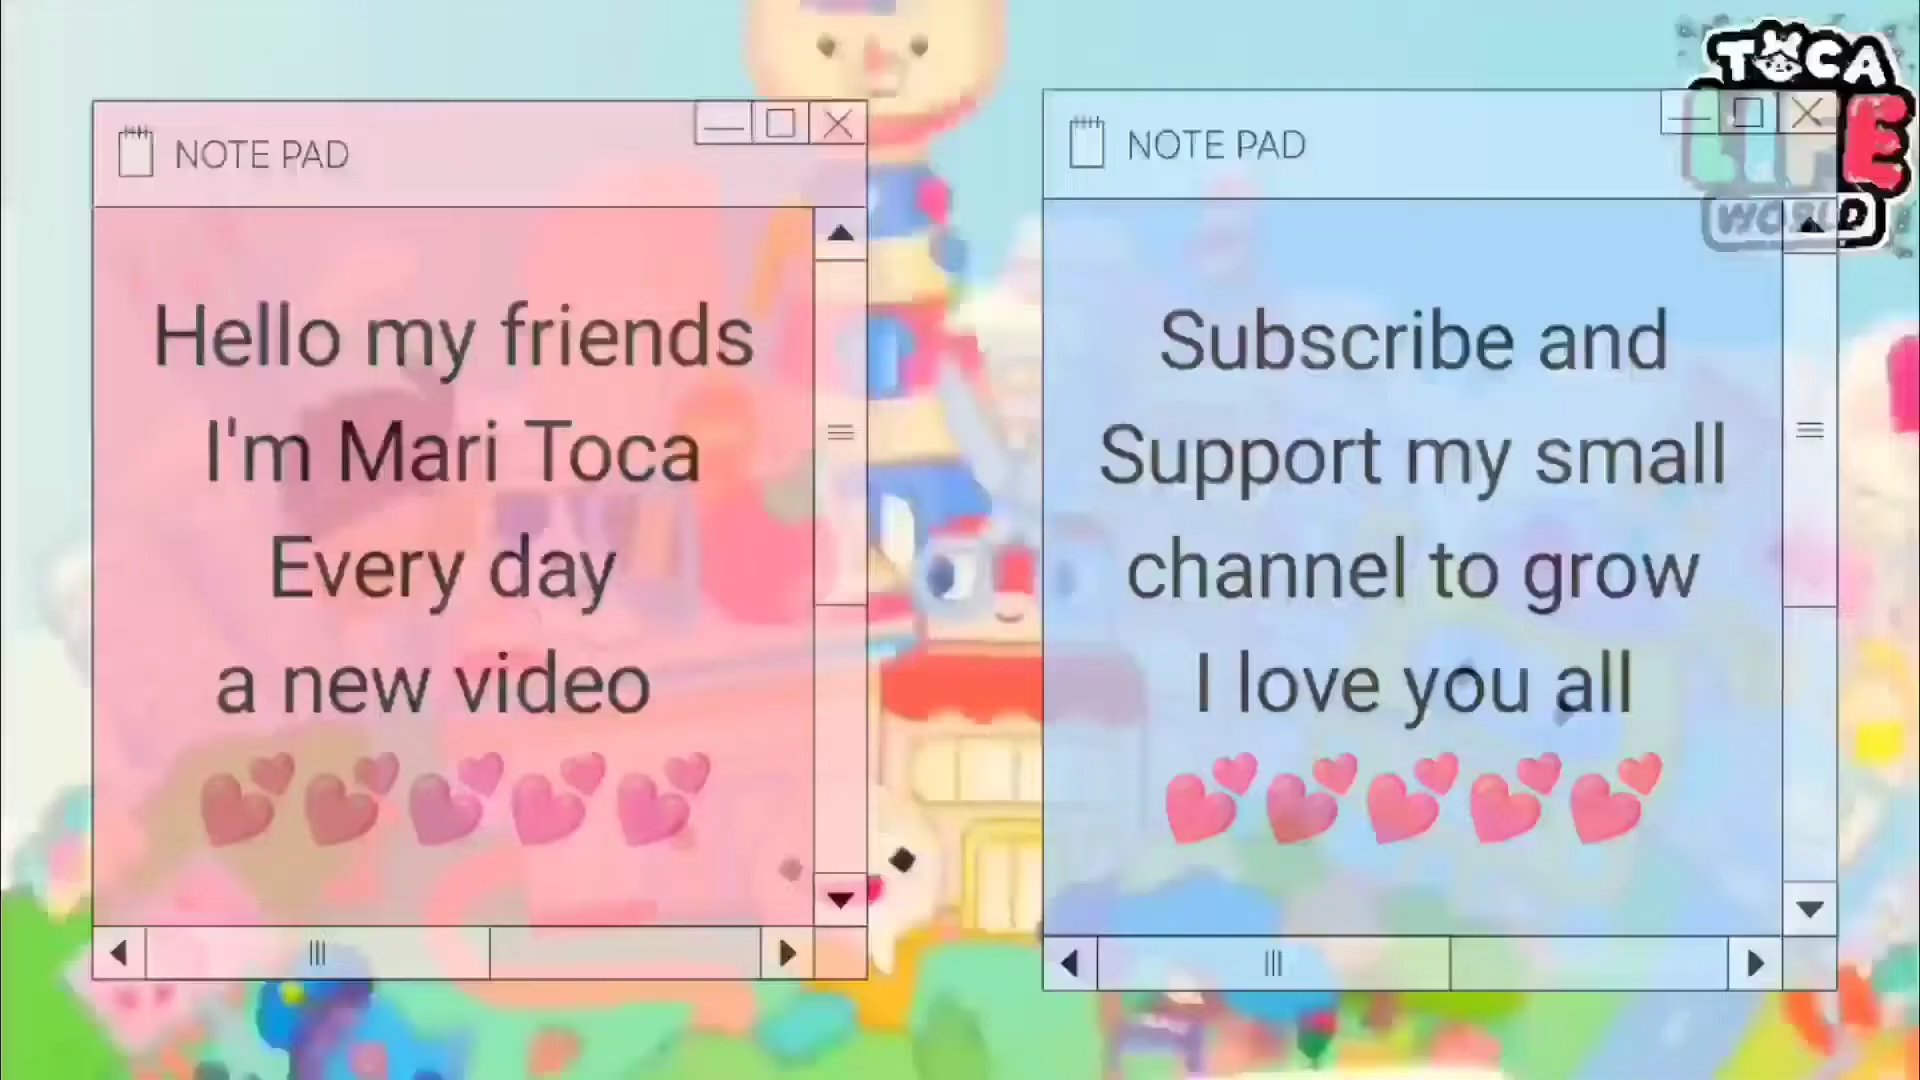 NOTE PAD
Hello my friends
I'm Mari Toca
Every day
a new video
💕💕💕💕💕
NOTE PAD
Subscribe and
Support my small
channel to grow
I love you all
💕💕💕💕💕
TOCA
LIFE
WORLD